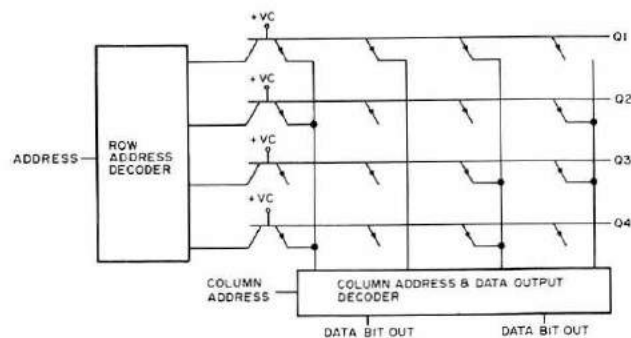 +VC
Q1
+VC
Q2
ADDRESS
ROW
ADDRESS
DECODER
+VC
Q3
+VC
Q4
COLUMN
ADDRESS
COLUMN ADDRESS & DATA OUTPUT
DECODER
DATA BIT OUT
DATA BIT OUT